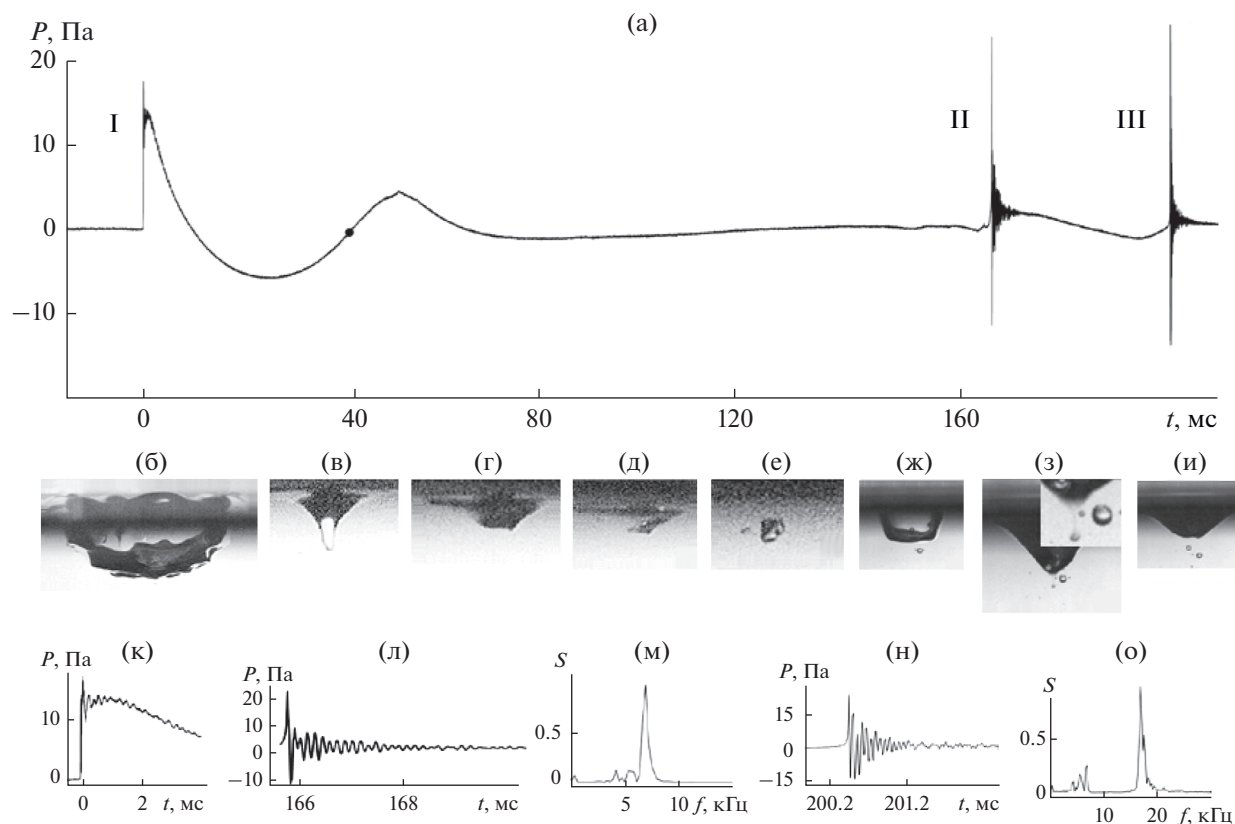 (а)
P, Па
20
I
II
III
10
0
−10
0
40
80
120
160
t, мс
(б)
(в)
(г)
(д)
(е)
(ж)
(з)
(и)
P, Па
(к)
10
0
0
2
t, мс
P, Па
(л)
20
10
0
−10
166
168
t, мс
S
(м)
0.5
0
5
10
f, кГц
P, Па
(н)
15
0
−15
200.2
201.2
t, мс
S
(о)
0.5
0
10
20
f, кГц